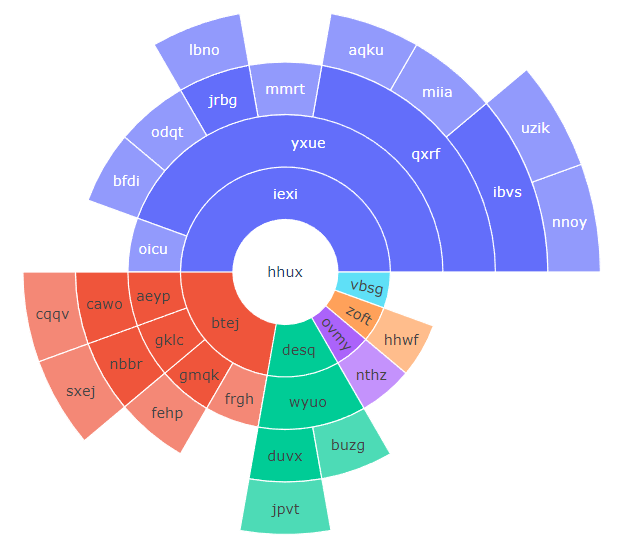 lbno
aqku
jrbg
mmrt
miia
odqt
uzik
yxue
qxrf
bfdi
ibvs
iexi
nnoy
oicu
hhux
vbsg
aeyp
cawo
cqqv
zoft
btej
ovmy
gklc
hhwf
desq
nbbr
gmqk
nthz
sxej
frgh
wyuo
fehp
buzg
duvx
jpvt